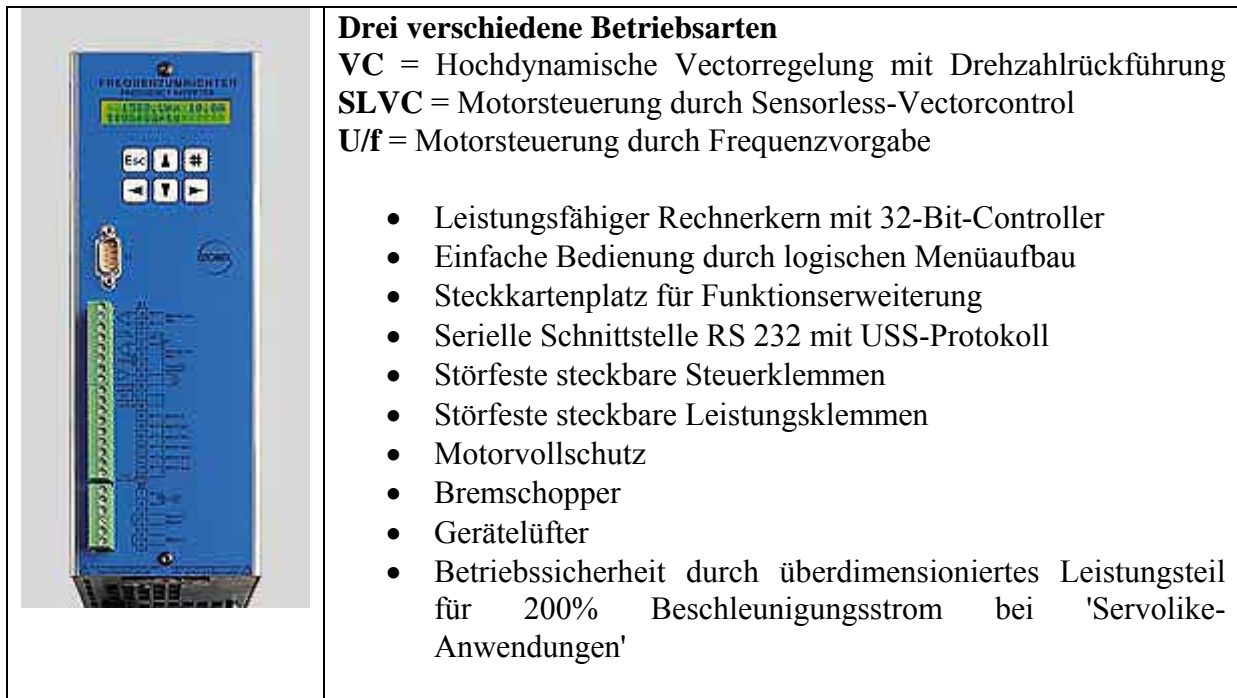 FREQUENZUMRICHTER
FREQUENCY INVERTER
Esc
#
Drei verschiedene Betriebsarten
VC = Hochdynamische Vectorregelung mit Drehzahlrückführung
SLVC = Motorsteuerung durch Sensorless-Vectorcontrol
U/f = Motorsteuerung durch Frequenzvorgabe
• Leistungsfähiger Rechnerkern mit 32-Bit-Controller
• Einfache Bedienung durch logischen Menüaufbau
• Steckkartenplatz für Funktionserweiterung
• Serielle Schnittstelle RS 232 mit USS-Protokoll
• Störfeste steckbare Steuerklemmen
• Störfeste steckbare Leistungsklemmen
• Motorvollschutz
• Bremschopper
• Gerätelüfter
• Betriebssicherheit durch überdimensioniertes Leistungsteil
für 200% Beschleunigungsstrom bei 'Servolike-
Anwendungen'